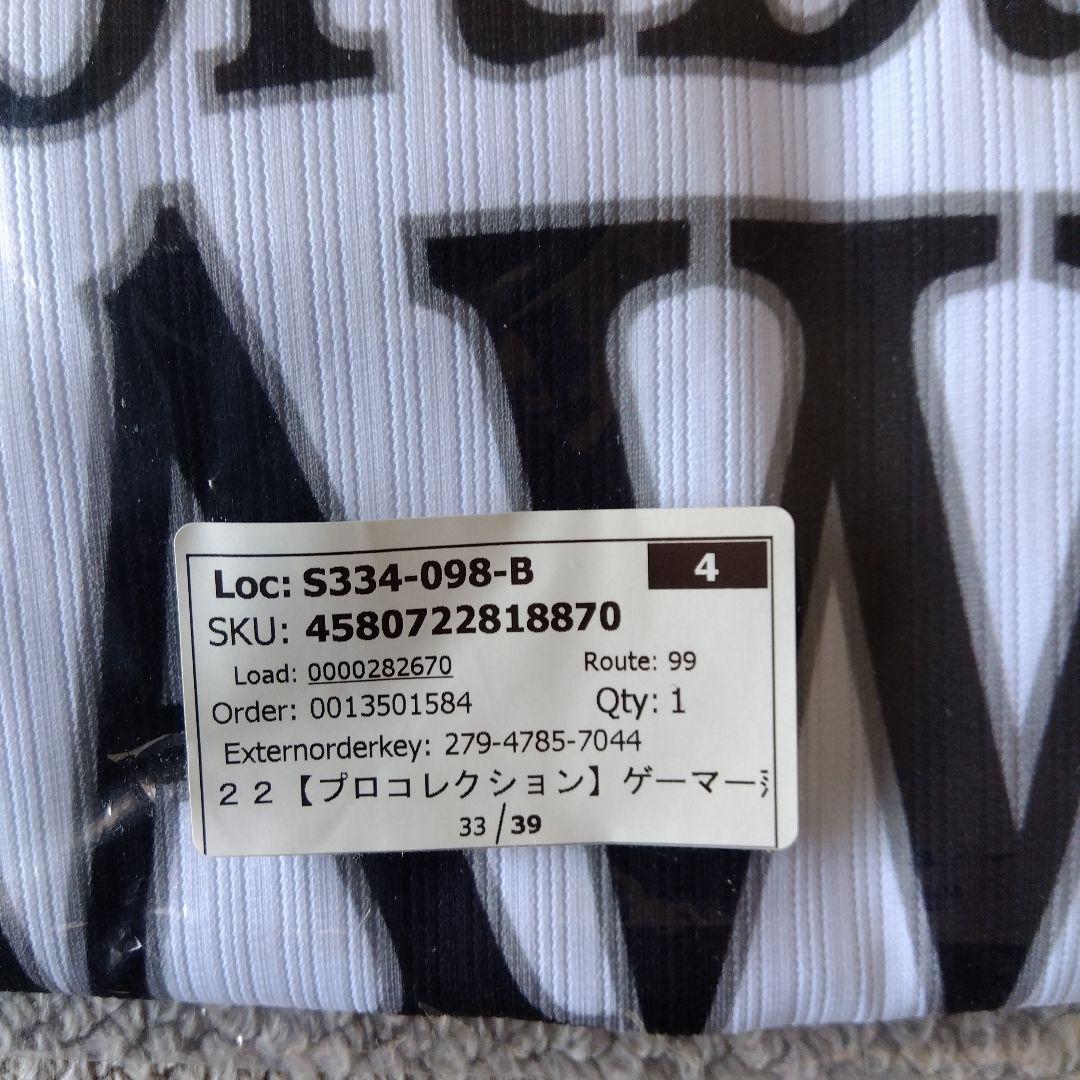 AW
Loc: S334-098-B
4
SKU: 4580722818870
Load: 0000282670
Route: 99
Order: 0013501584
Qty: 1
Externorderkey: 279-4785-7044
２２【プロコレクション】ゲーマー
33/39